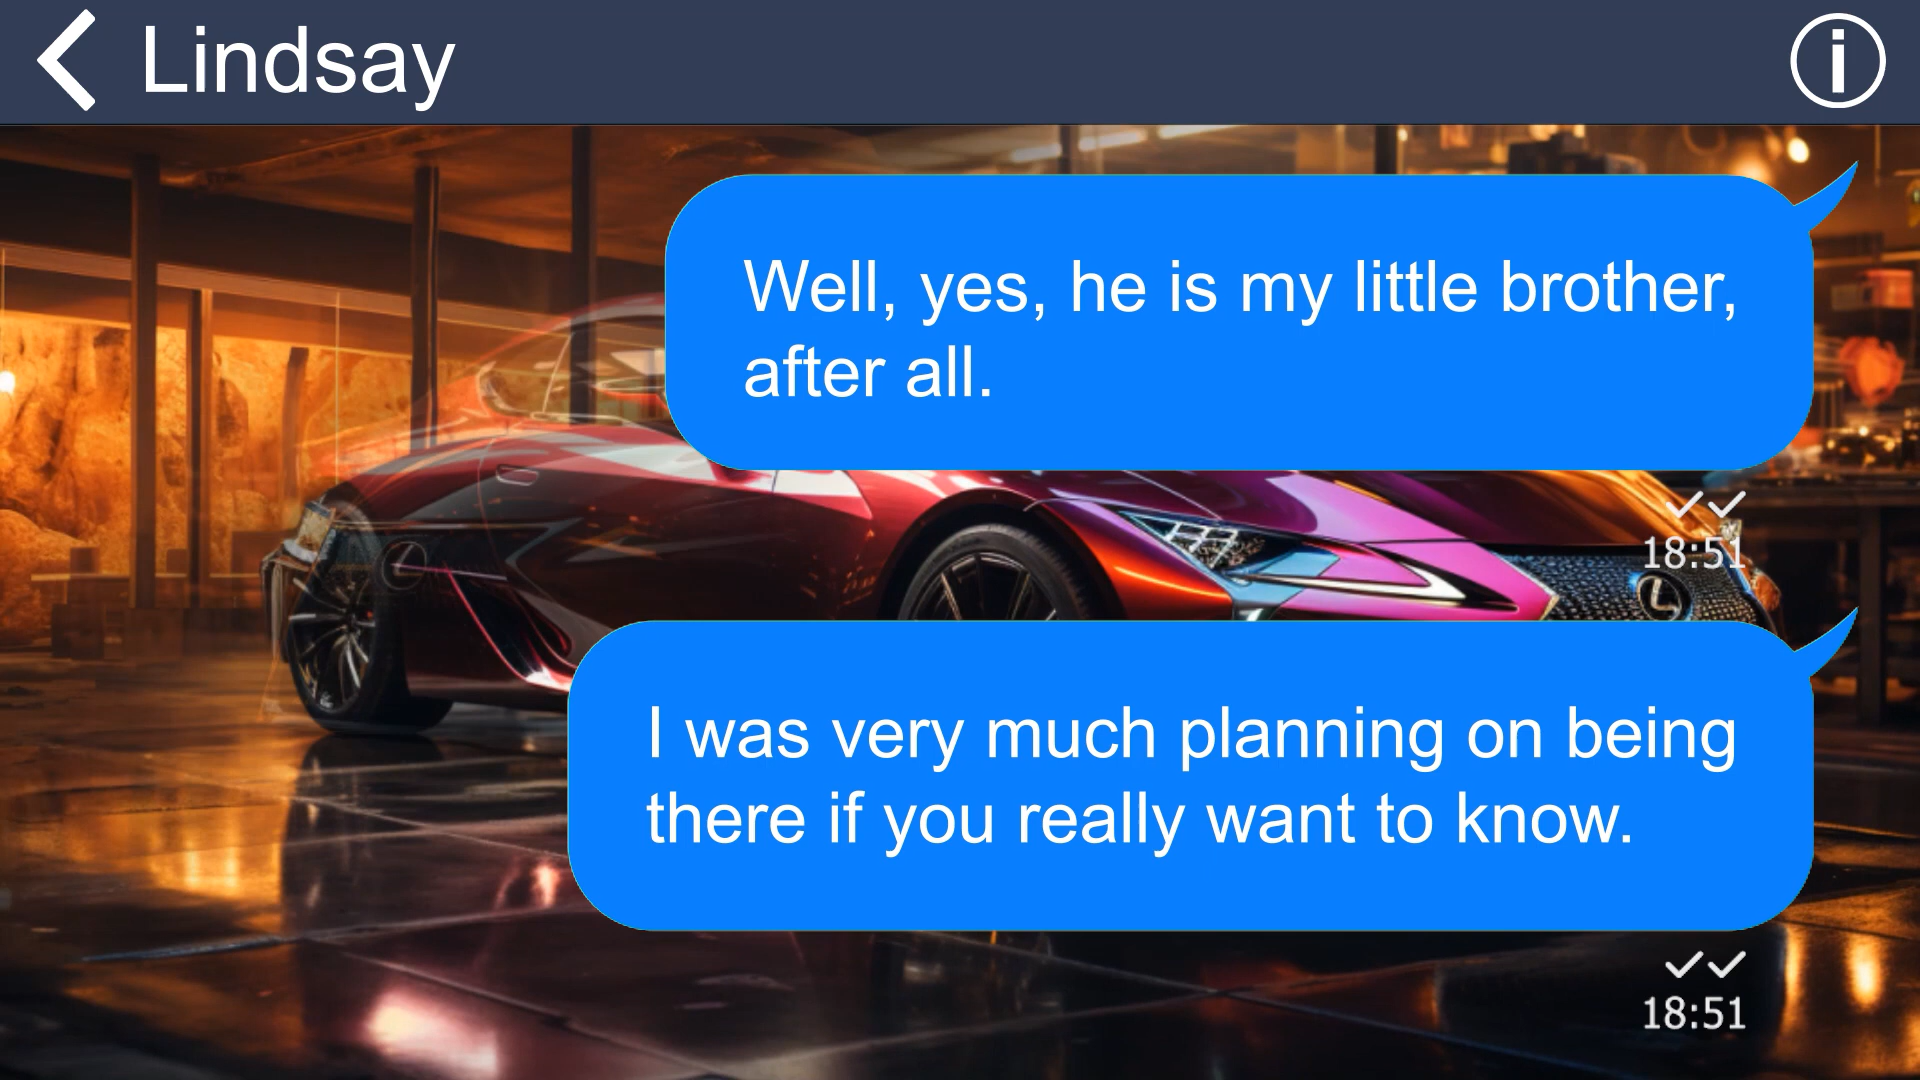 Lindsay
Well, yes, he is my little brother,
after all.
18:51
I was very much planning on being
there if you really want to know.
18:51